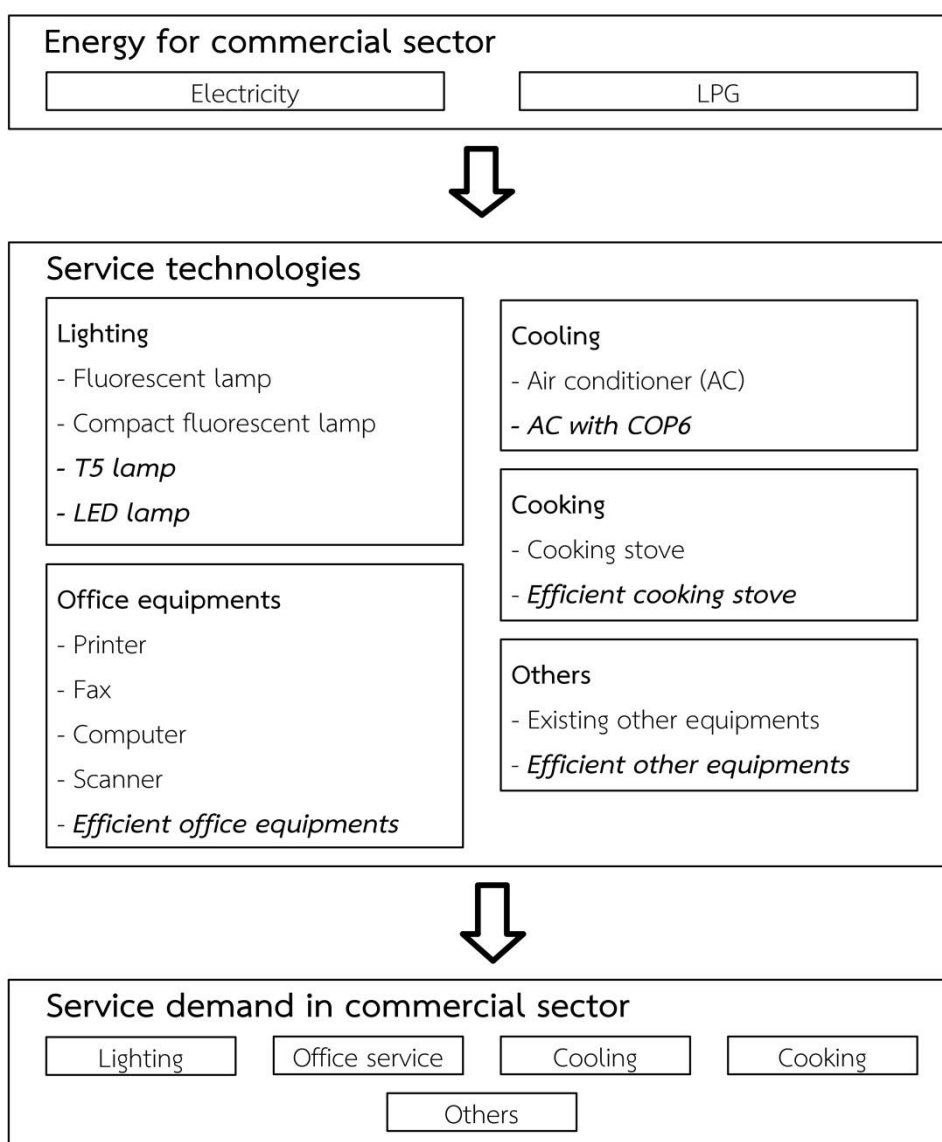 Energy for commercial sector
Electricity
LPG
Service technologies
Lighting
- Fluorescent lamp
- Compact fluorescent lamp
- T5 lamp
- LED lamp
Office equipments
- Printer
- Fax
- Computer
- Scanner
- Efficient office equipments
Cooling
- Air conditioner (AC)
- AC with COP6
Cooking
- Cooking stove
- Efficient cooking stove
Others
- Existing other equipments
- Efficient other equipments
Service demand in commercial sector
Lighting
Office service
Cooling
Cooking
Others